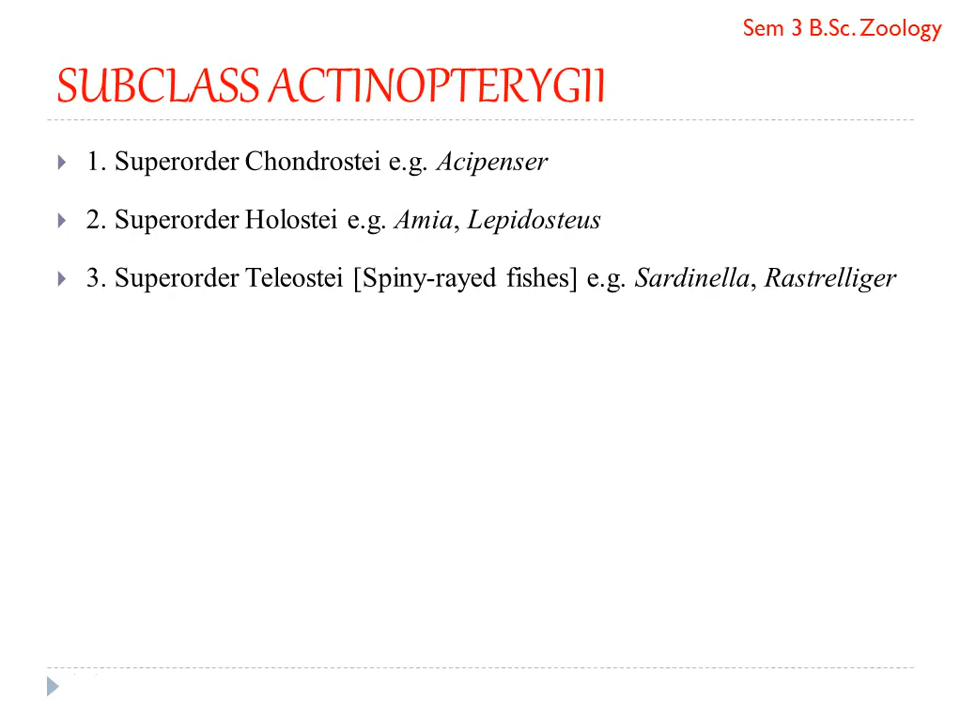 Sem 3 B.Sc. Zoology
SUBCLASS ACTINOPTERYGII
1. Superorder Chondrostei e.g. Acipenser
2. Superorder Holostei e.g. Amia, Lepidosteus
3. Superorder Teleostei [Spiny-rayed fishes] e.g. Sardinella, Rastrelliger